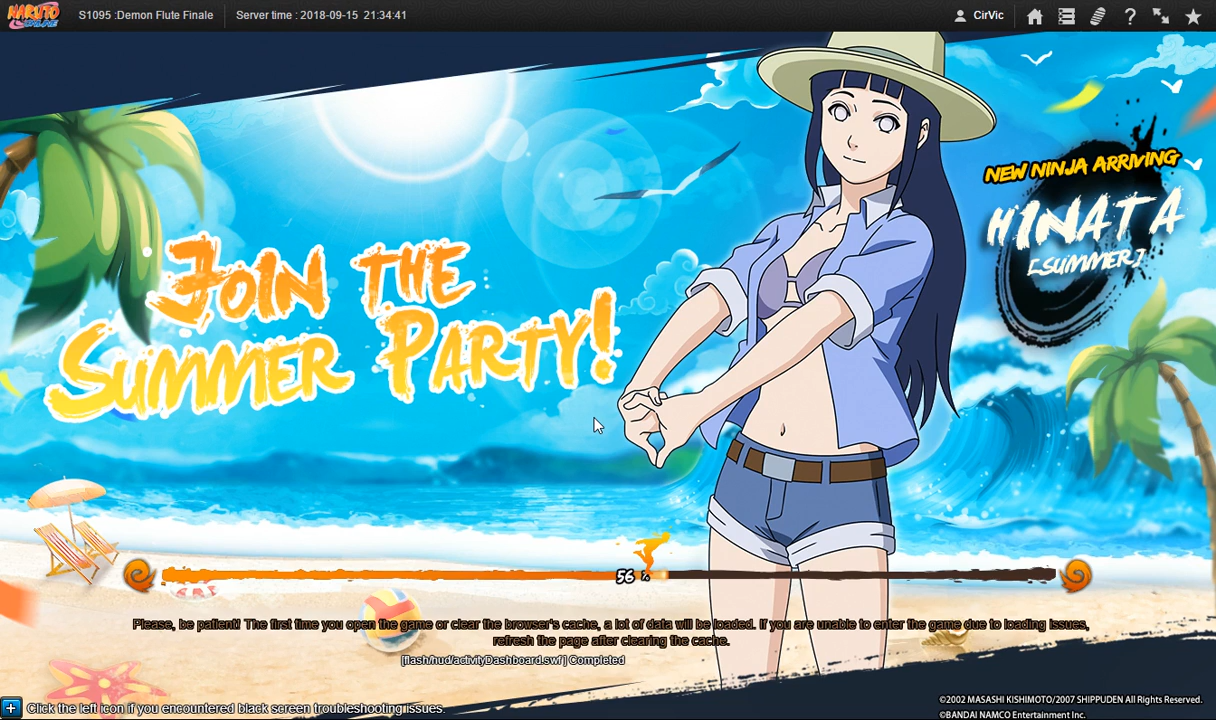 NARUTO
ONLINE
S1095 :Demon Flute Finale
Server time : 2018-09-15 21:34:41
CirVic
NEW NINJA ARRIVING
HINATA
[SUMMER]
JOIN THE
SUMMER PARTY!
56 %
Please, be patient! The first time you open the game or clear the browser's cache, a lot of data will be loaded. If you are unable to enter the game due to loading issues,
refresh the page after clearing the cache.
[flash/hud/activityDashboard.swf] Completed
Click the left icon if you encountered black screen troubleshooting issues.
©2002 MASASHI KISHIMOTO/2007 SHIPPUDEN All Rights Reserved.
©BANDAI NAMCO Entertainment Inc.